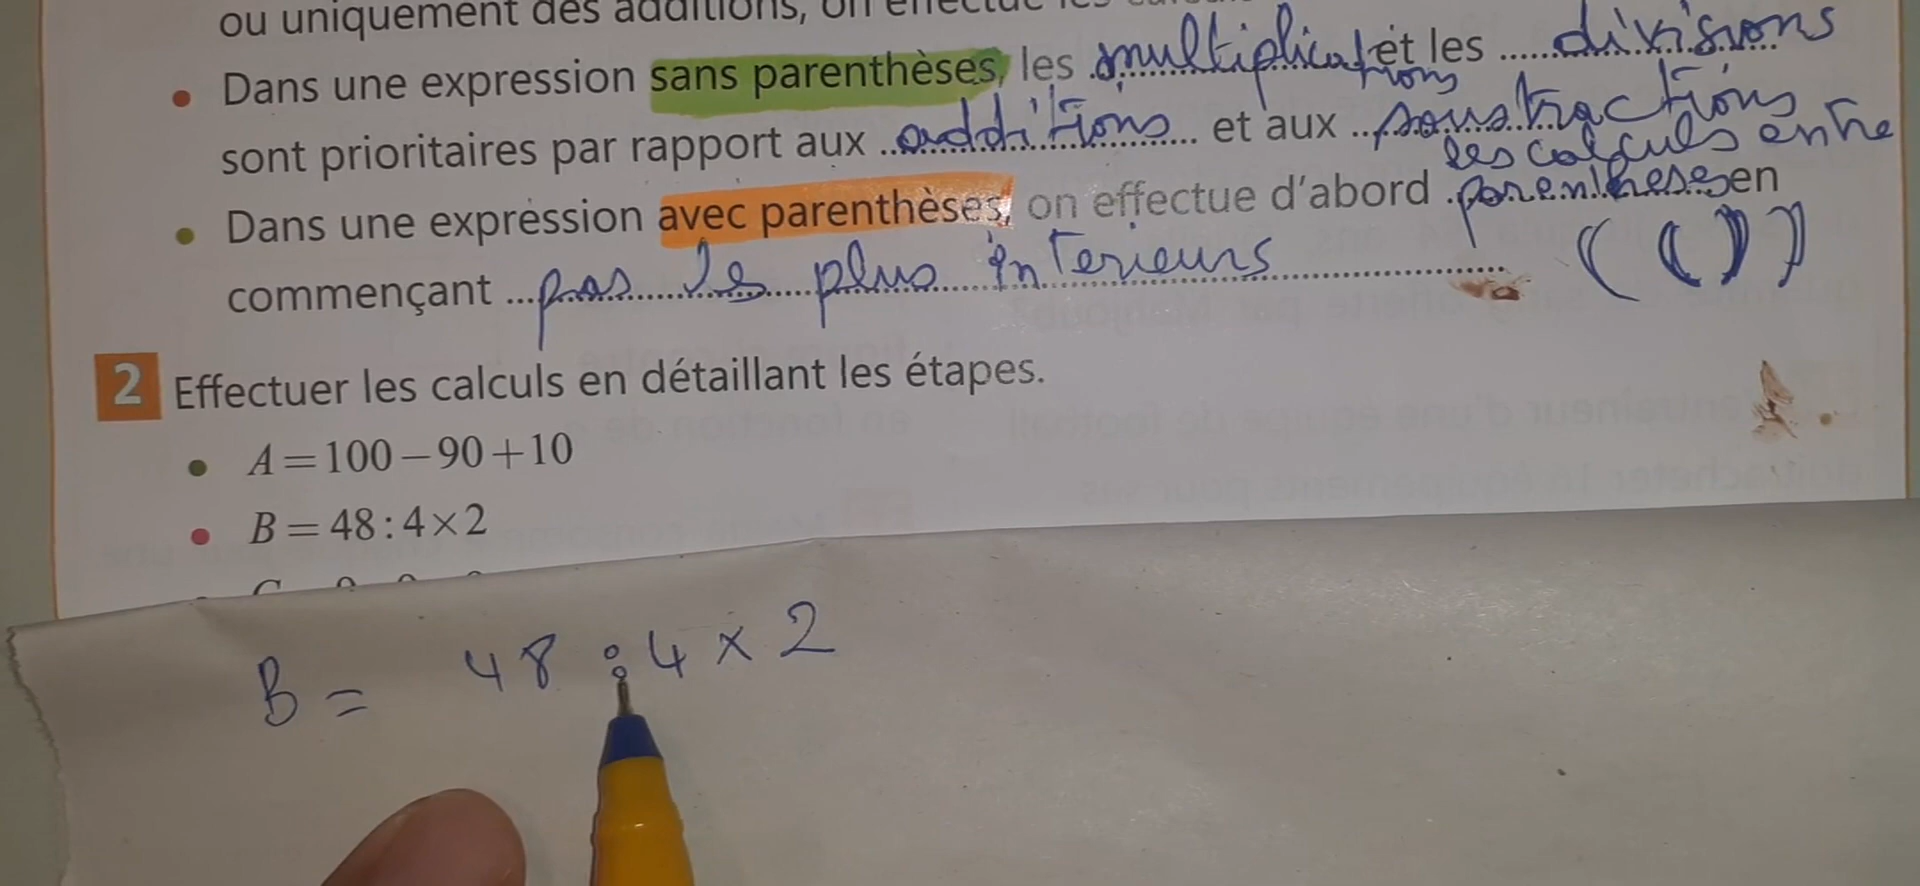 ou uniquement des additions, on effectue les
• Dans une expression sans parenthèses, les multiplications et les divisions
sont prioritaires par rapport aux additions et aux soustractions
• Dans une expression avec parenthèses, on effectue d'abord les calculs entre parentheses en
commençant par les plus interieurs ( ( ) )
2 Effectuer les calculs en détaillant les étapes.
• A = 100 – 90 + 10
• B = 48 : 4 × 2
B = 48 : 4 × 2